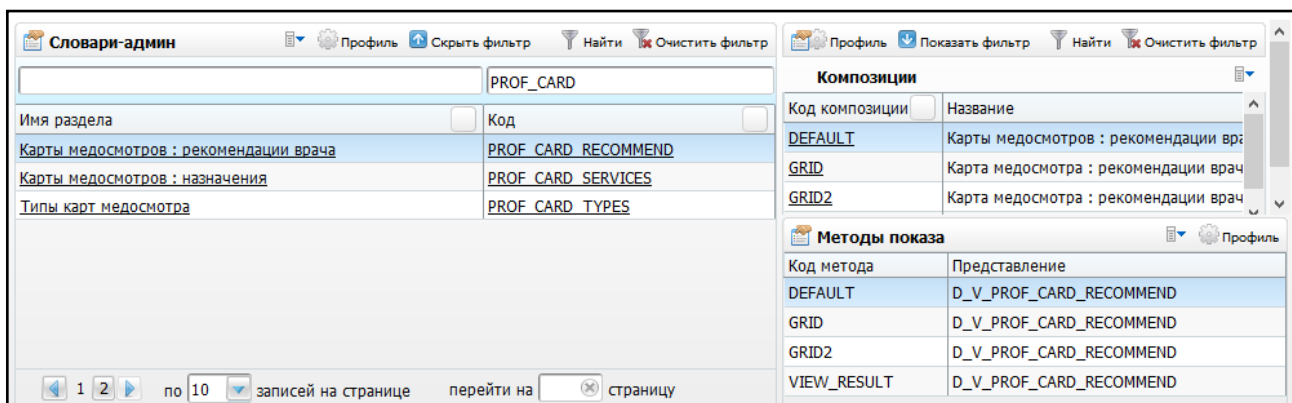 Словари-админ Профиль Скрыть фильтр Найти Очистить фильтр
PROF_CARD
Имя раздела Код
Карты медосмотров : рекомендации врача PROF_CARD_RECOMMEND
Карты медосмотров : назначения PROF_CARD_SERVICES
Типы карт медосмотра PROF_CARD_TYPES
1 2 по 10 записей на странице перейти на страницу
Профиль Показать фильтр Найти Очистить фильтр
Композиции
Код композиции Название
DEFAULT Карты медосмотров : рекомендации
GRID Карта медосмотра : рекомендации врач
GRID2 Карта медосмотра : рекомендации врач
Методы показа Профиль
Код метода Представление
DEFAULT D_V_PROF_CARD_RECOMMEND
GRID D_V_PROF_CARD_RECOMMEND
GRID2 D_V_PROF_CARD_RECOMMEND
VIEW_RESULT D_V_PROF_CARD_RECOMMEND